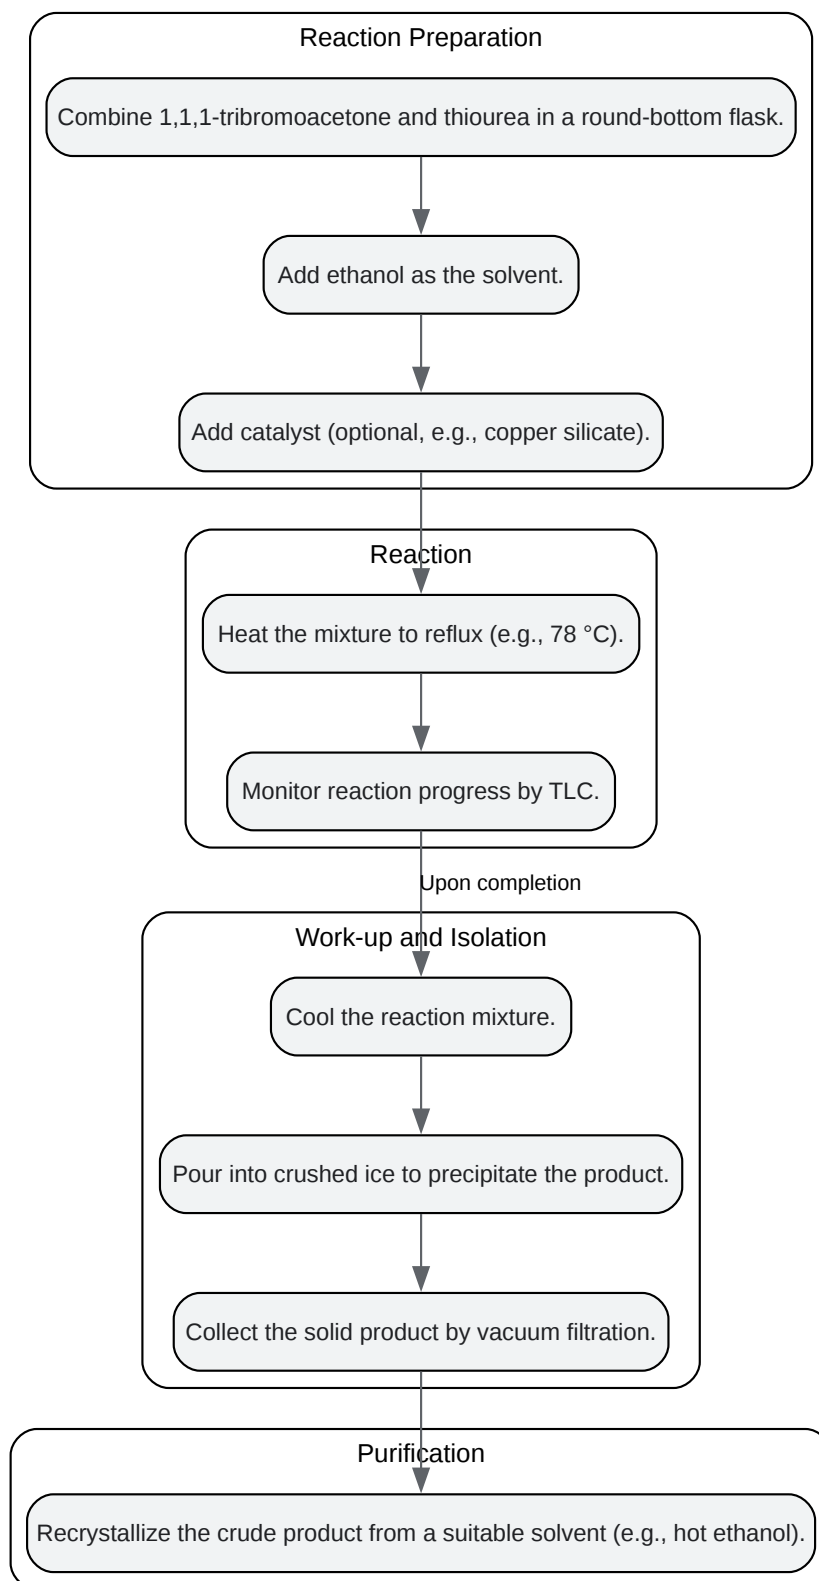 Reaction Preparation
Combine 1,1,1-tribromoacetone and thiourea in a round-bottom flask.
Add ethanol as the solvent.
Add catalyst (optional, e.g., copper silicate).
Reaction
Heat the mixture to reflux (e.g., 78 °C).
Monitor reaction progress by TLC.
Upon completion
Work-up and Isolation
Cool the reaction mixture.
Pour into crushed ice to precipitate the product.
Collect the solid product by vacuum filtration.
Purification
Recrystallize the crude product from a suitable solvent (e.g., hot ethanol).